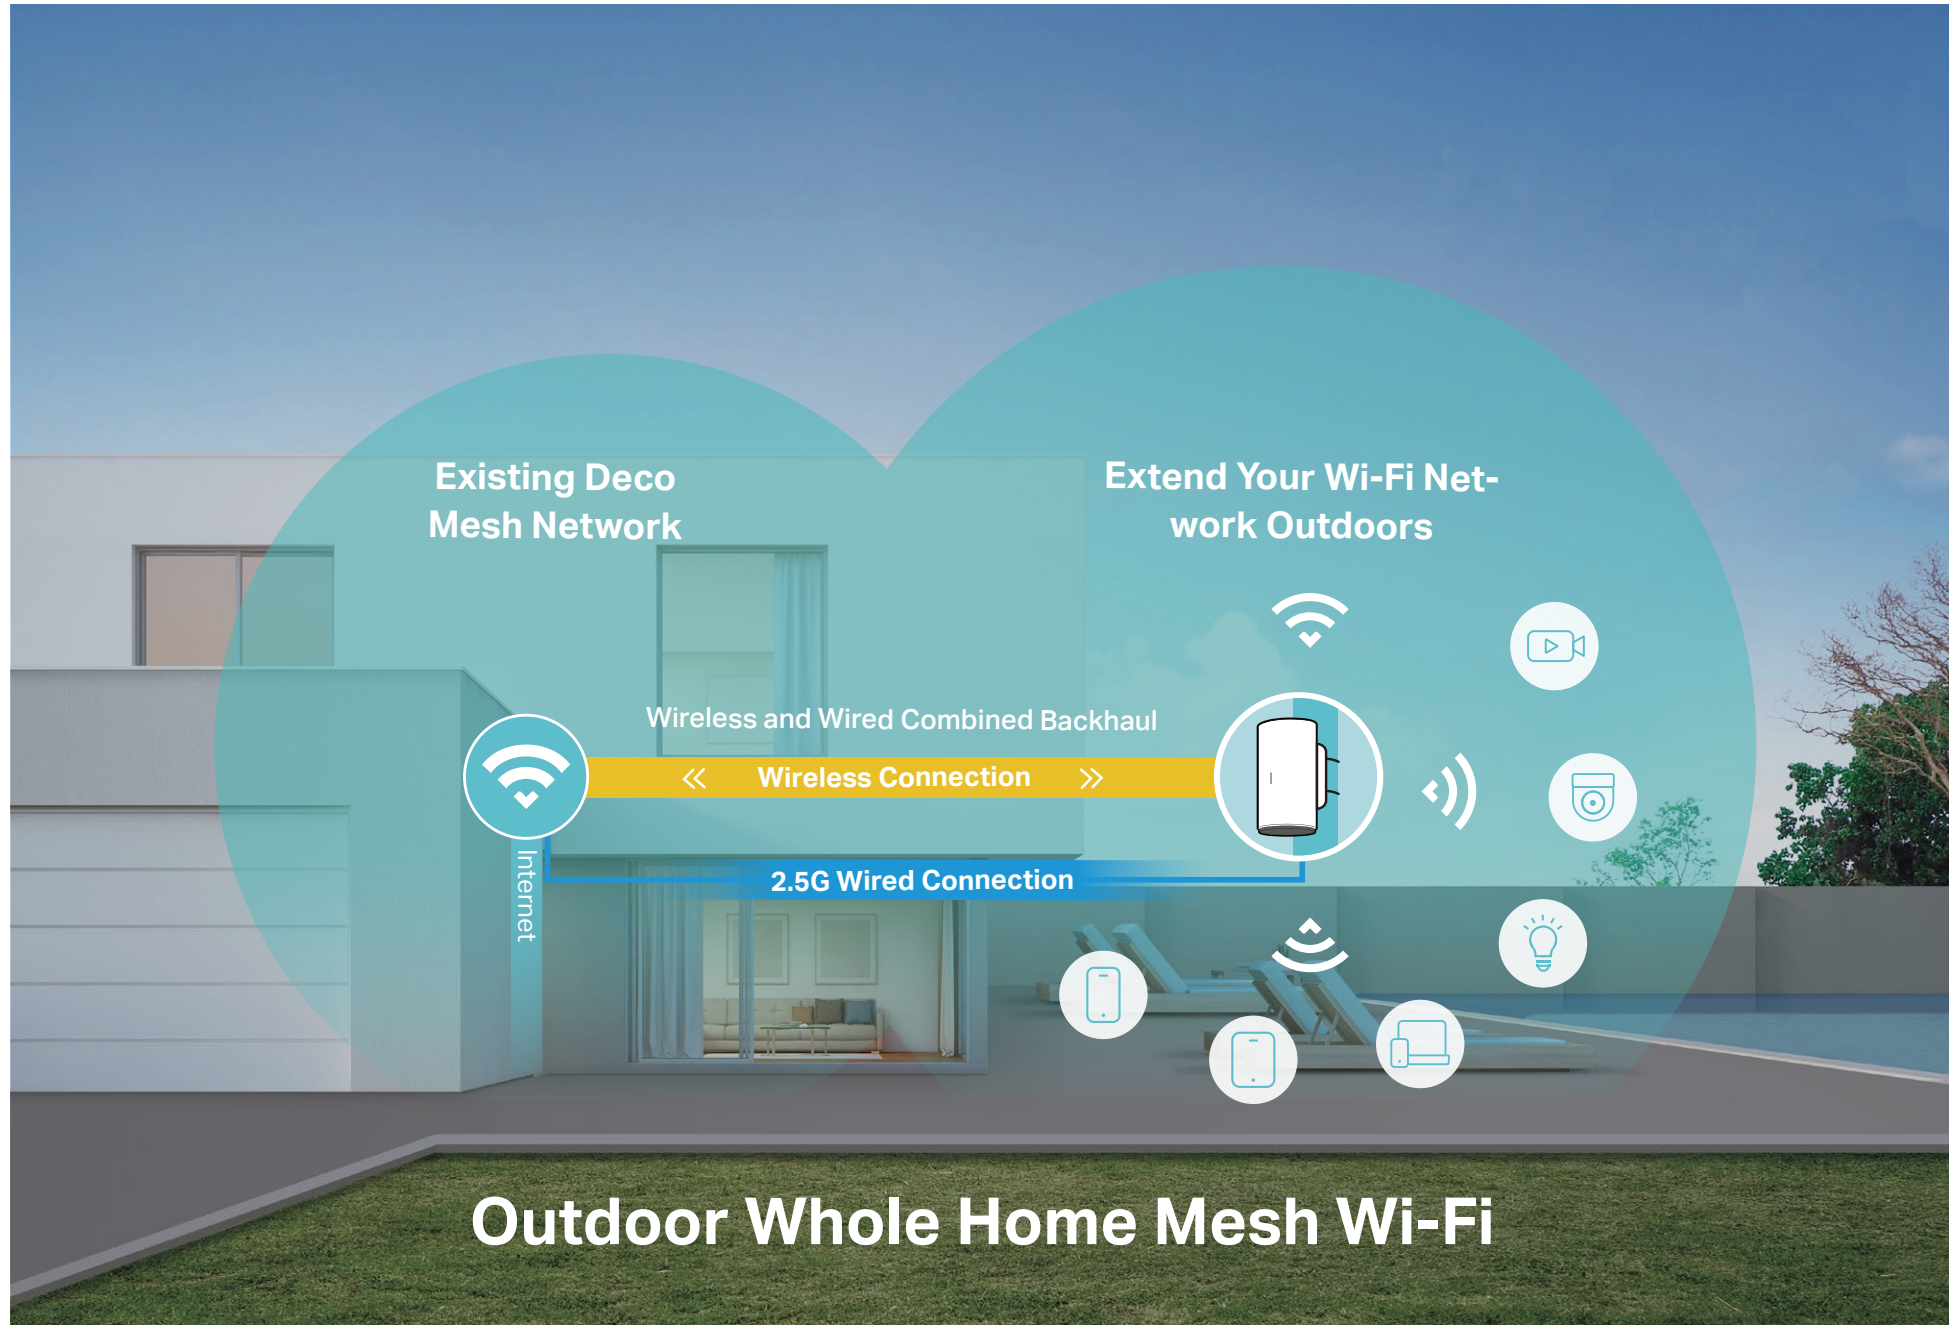 Existing Deco
Mesh Network
Extend Your Wi-Fi Net-
work Outdoors
Wireless and Wired Combined Backhaul
Wireless Connection
Internet
2.5G Wired Connection
Outdoor Whole Home Mesh Wi-Fi